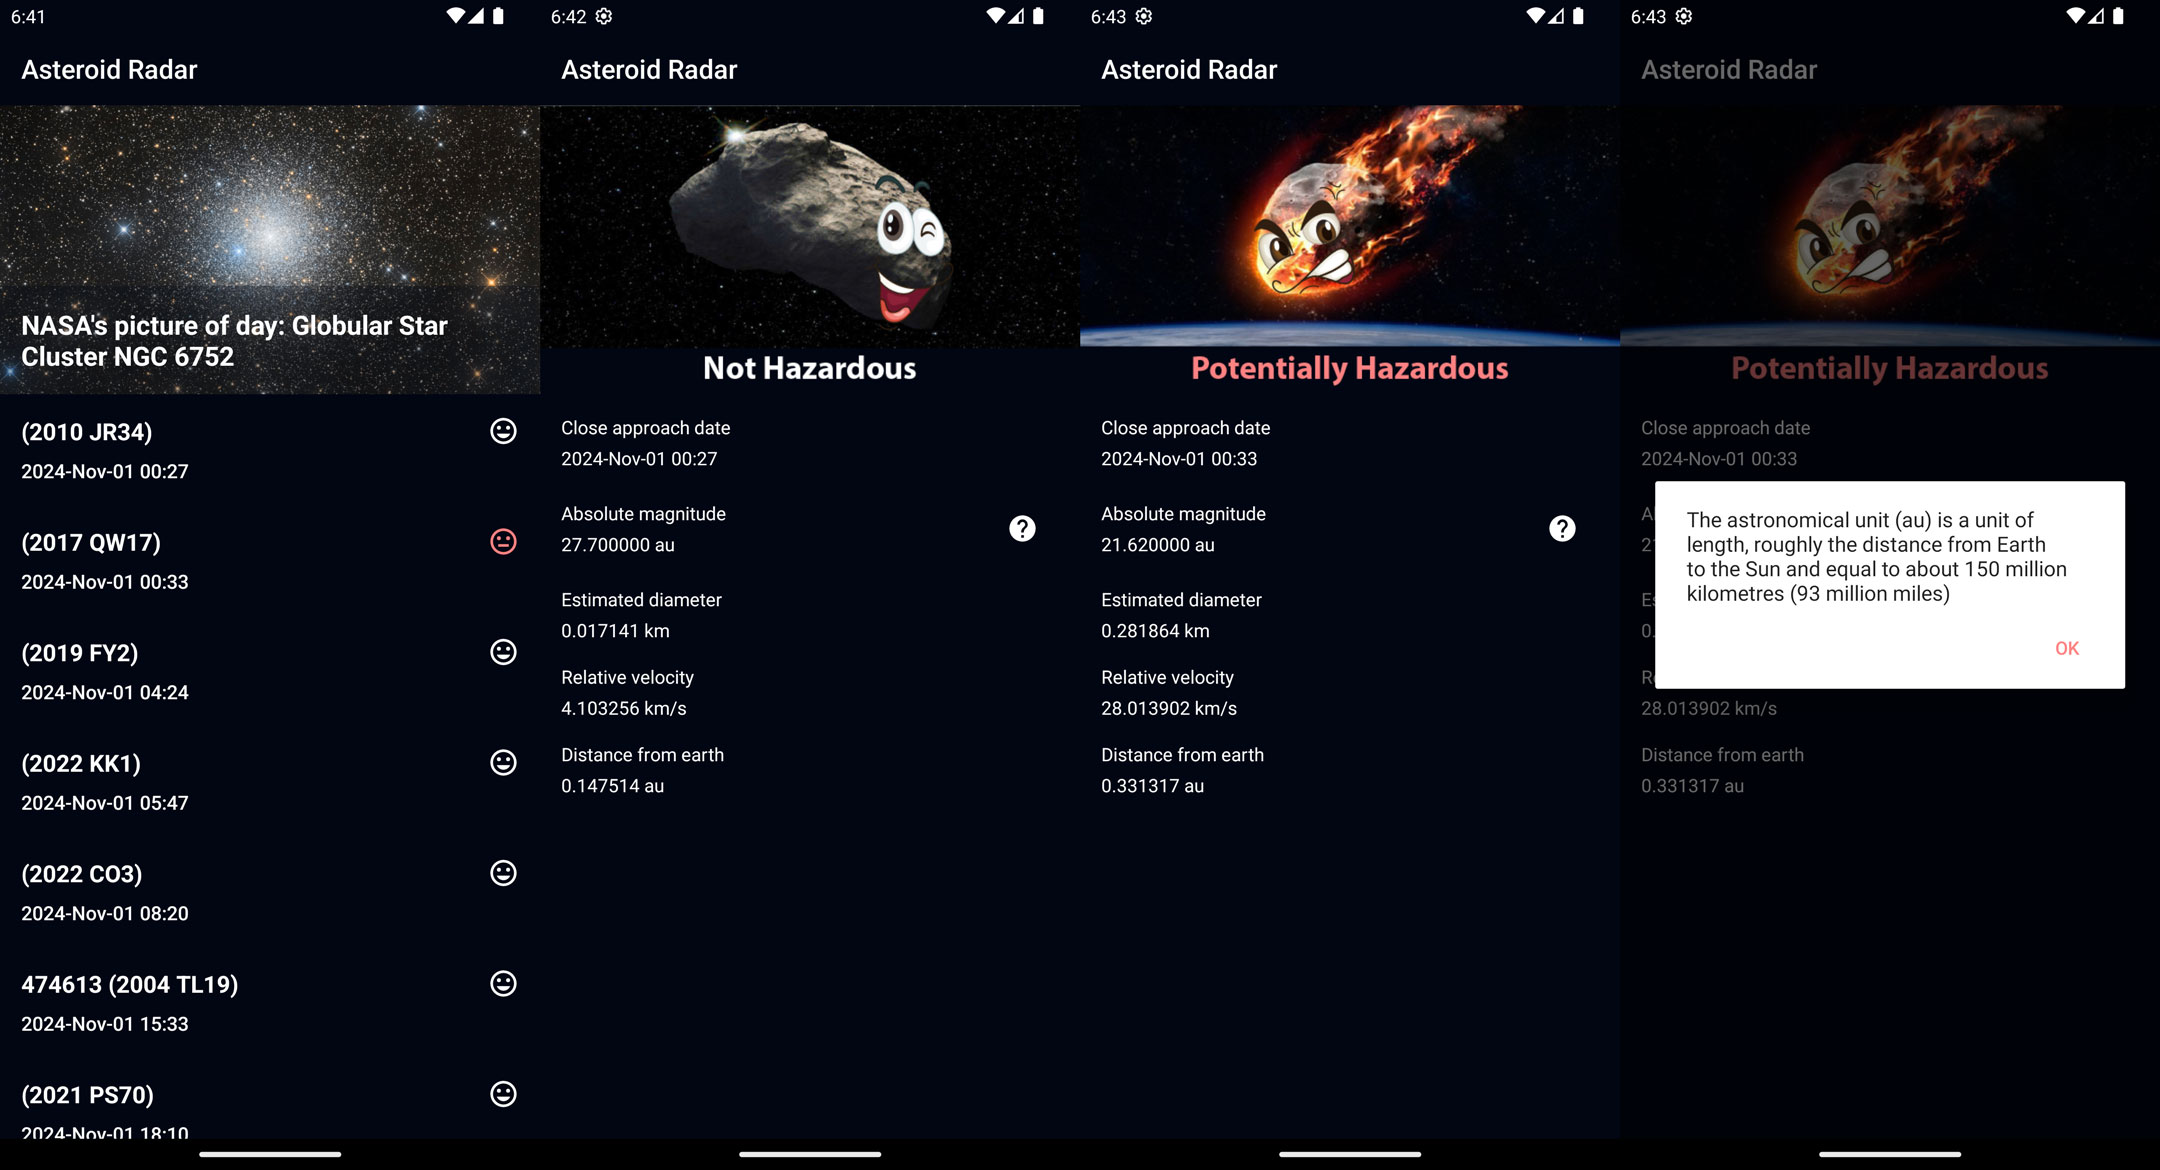 6:41
Asteroid Radar
NASA's picture of day: Globular Star
Cluster NGC 6752
(2010 JR34)
2024-Nov-01 00:27
(2017 QW17)
2024-Nov-01 00:33
(2019 FY2)
2024-Nov-01 04:24
(2022 KK1)
2024-Nov-01 05:47
(2022 CO3)
2024-Nov-01 08:20
474613 (2004 TL19)
2024-Nov-01 15:33
(2021 PS70)
2024-Nov-01 18:10
6:42
Asteroid Radar
Not Hazardous
Close approach date
2024-Nov-01 00:27
Absolute magnitude
27.700000 au
Estimated diameter
0.017141 km
Relative velocity
4.103256 km/s
Distance from earth
0.147514 au
6:43
Asteroid Radar
Potentially Hazardous
Close approach date
2024-Nov-01 00:33
Absolute magnitude
21.620000 au
Estimated diameter
0.281864 km
Relative velocity
28.013902 km/s
Distance from earth
0.331317 au
6:43
Asteroid Radar
Potentially Hazardous
Close approach date
2024-Nov-01 00:33
The astronomical unit (au) is a unit of
length, roughly the distance from Earth
to the Sun and equal to about 150 million
kilometres (93 million miles)
OK
28.013902 km/s
Distance from earth
0.331317 au